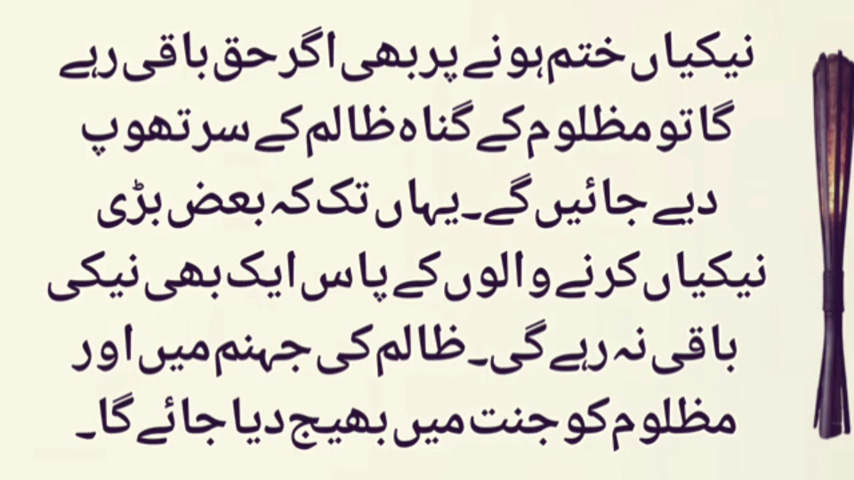 نیکیاں ختم ہونے پر بھی اگر حق باقی رہے
گا تو مظلوم کے گناہ ظالم کے سر تھوپ
دیے جائیں گے۔ یہاں تک کہ بعض بڑی
نیکیاں کرنے والوں کے پاس ایک بھی نیکی
باقی نہ رہے گی۔ ظالم کی جہنم میں اور
مظلوم کو جنت میں بھیج دیا جائے گا۔